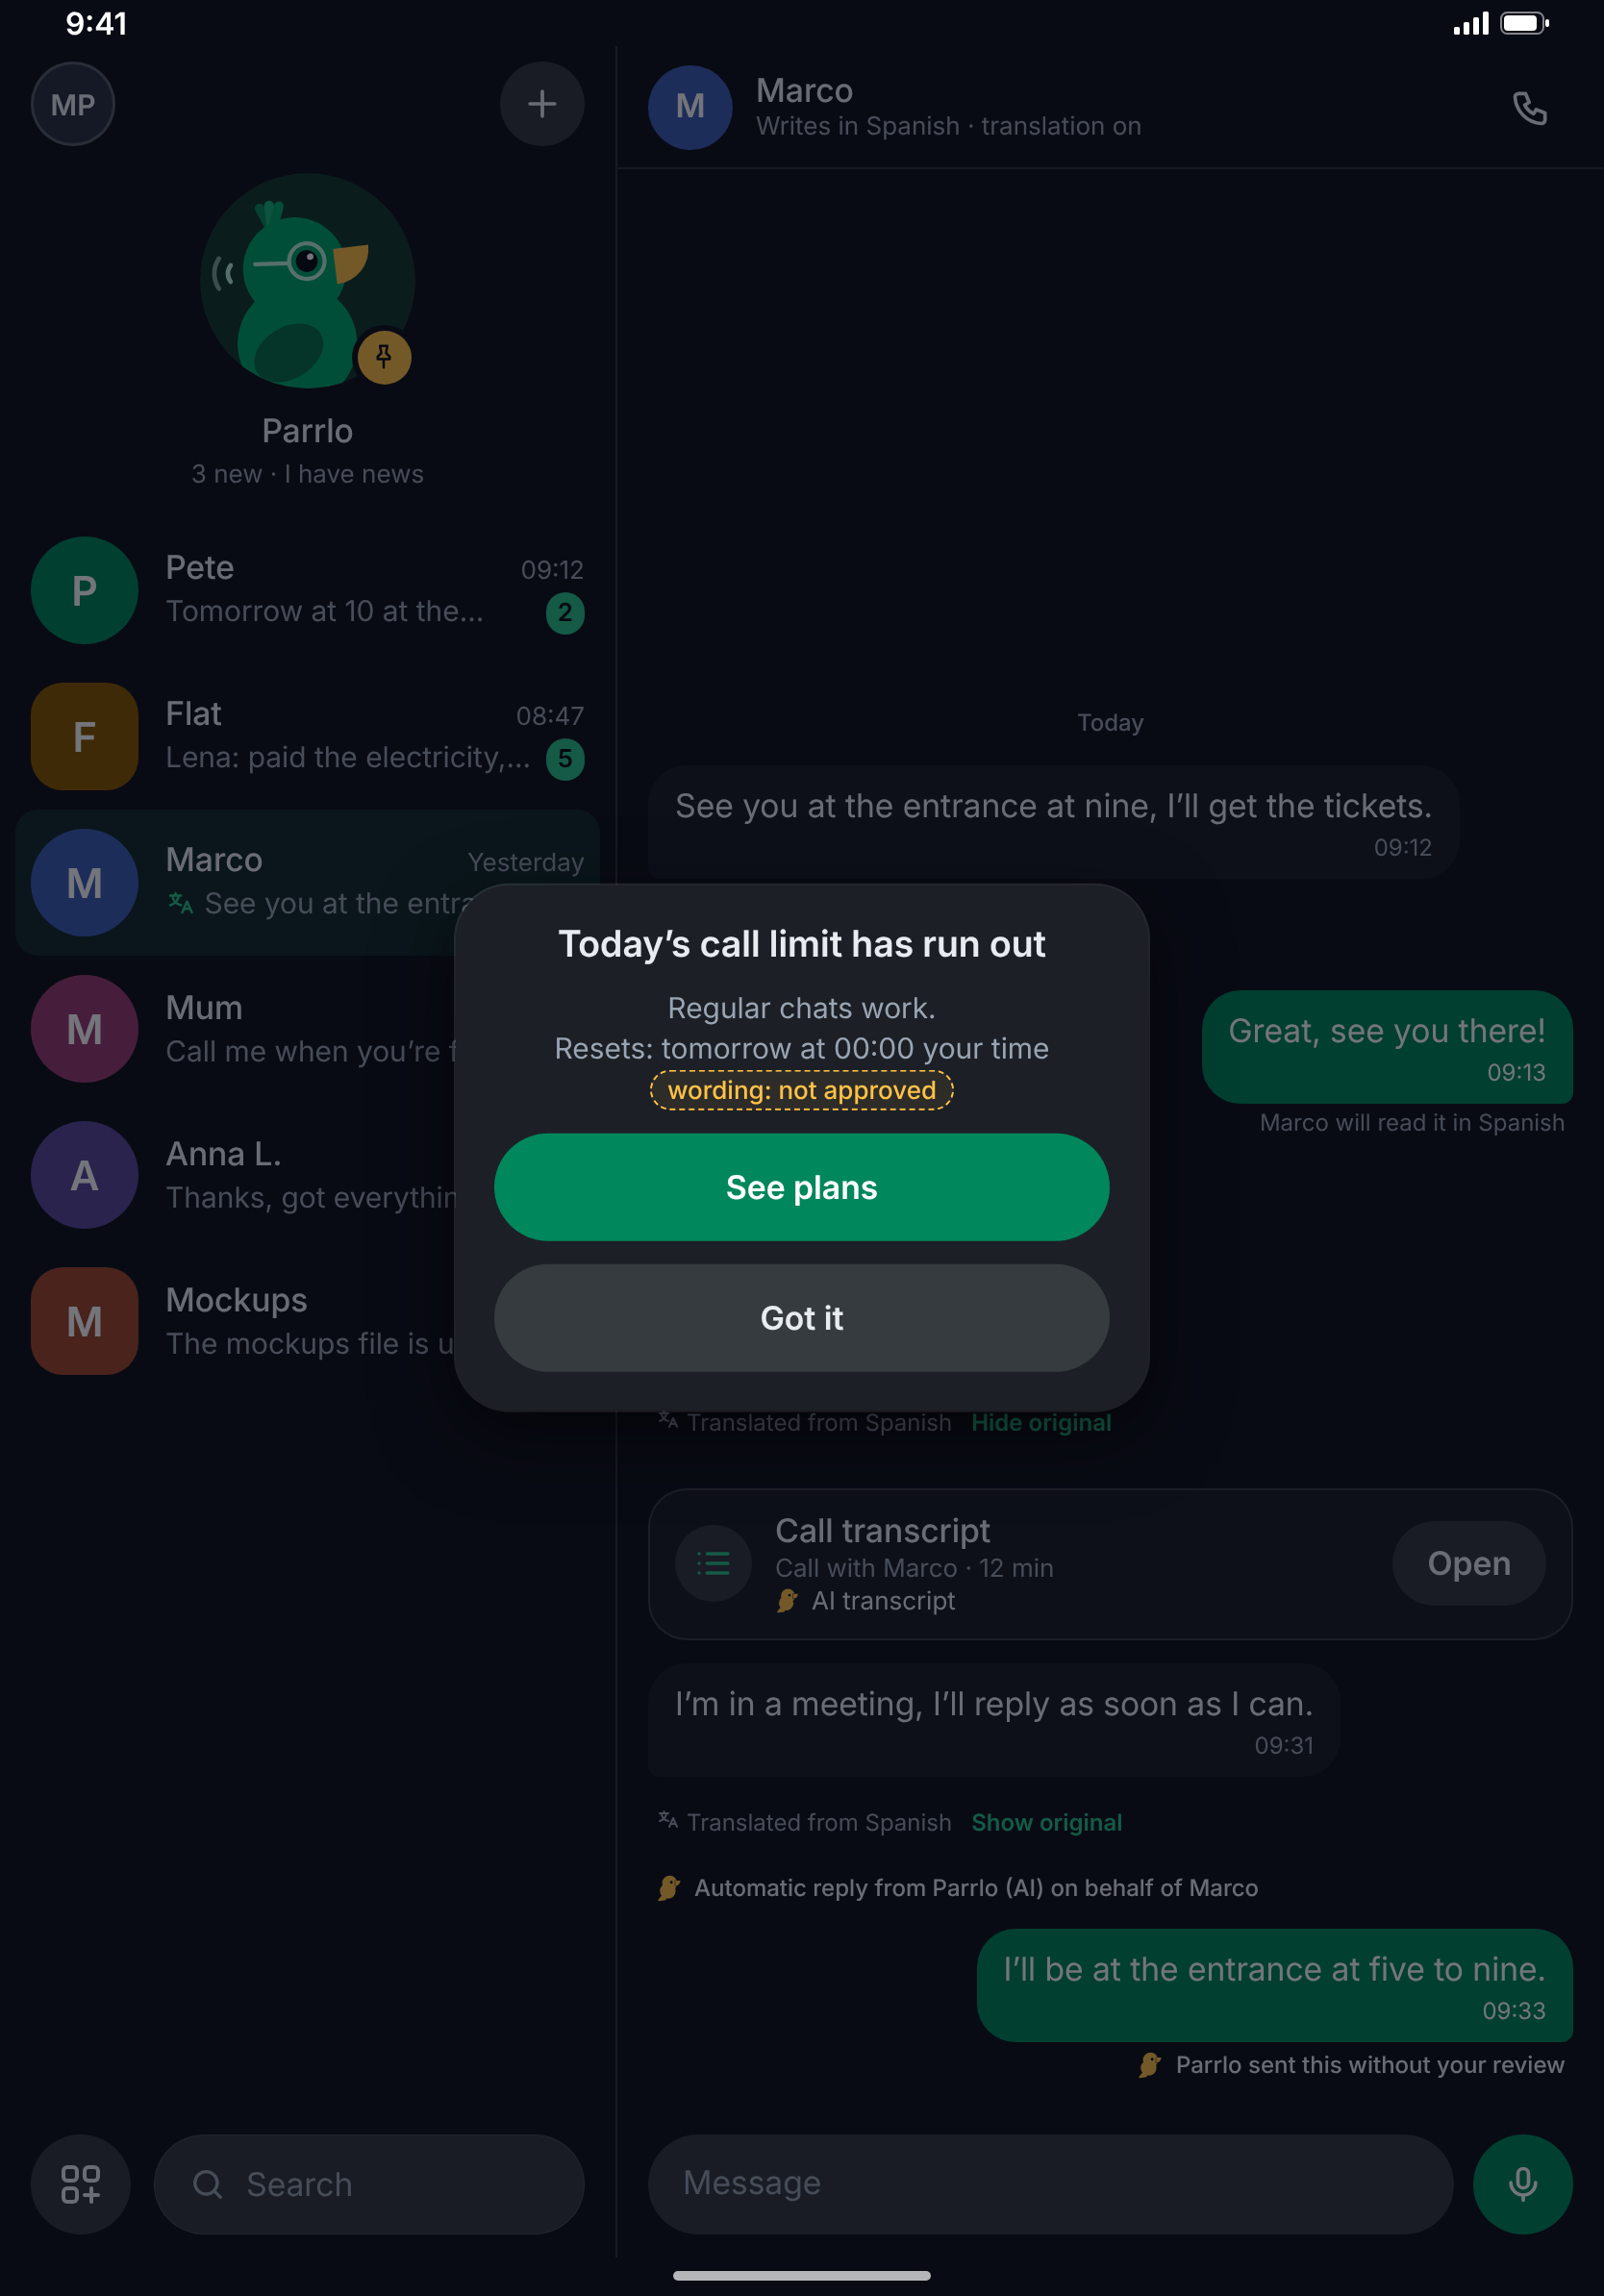 9:41
MP
Parrlo
3 new · I have news
P
Pete
09:12
Tomorrow at 10 at the...
2
F
Flat
08:47
Lena: paid the electricity,...
5
M
Marco
Yesterday
See you at the entra
M
Mum
Call me when you’re f
A
Anna L.
Thanks, got everythin
M
Mockups
The mockups file is u
Search
M
Marco
Writes in Spanish · translation on
Today
See you at the entrance at nine, I’ll get the tickets.
09:12
Great, see you there!
09:13
Marco will read it in Spanish
Today’s call limit has run out
Regular chats work.
Resets: tomorrow at 00:00 your time
wording: not approved
See plans
Got it
Translated from Spanish Hide original
Call transcript
Call with Marco · 12 min
AI transcript
Open
I’m in a meeting, I’ll reply as soon as I can.
09:31
Translated from Spanish Show original
Automatic reply from Parrlo (AI) on behalf of Marco
I’ll be at the entrance at five to nine.
09:33
Parrlo sent this without your review
Message